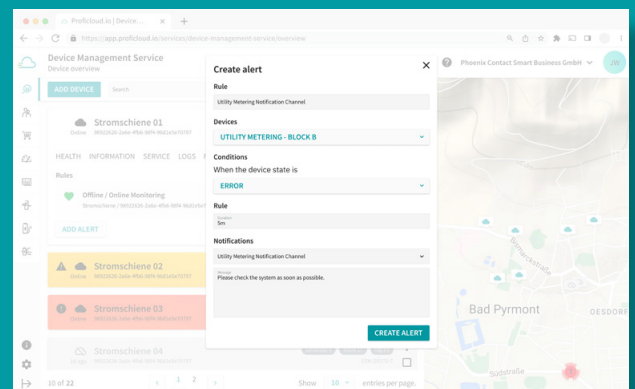 Proficloud.io | Device...
https://app.proficloud.io/services/device-management-service/overview
Device Management Service
Device overview
Phoenix Contact Smart Business GmbH
JW
ADD DEVICE
Search
Stromschiene 01
Online
HEALTH INFORMATION SERVICE LOGS
Rules
Offline / Online Monitoring
ADD ALERT
Stromschiene 02
Online
Stromschiene 03
Online
Stromschiene 04
10 of 22
1 2
Show 10 entries per page.
Create alert
Rule
Utility Metering Notification Channel
Devices
UTILITY METERING - BLOCK B
Conditions
When the device state is
ERROR
Rule
Duration
5m
Notifications
Utility Metering Notification Channel
Message
Please check the system as soon as possible.
CREATE ALERT
Bad Pyrmont
OESDORF
Südstraße